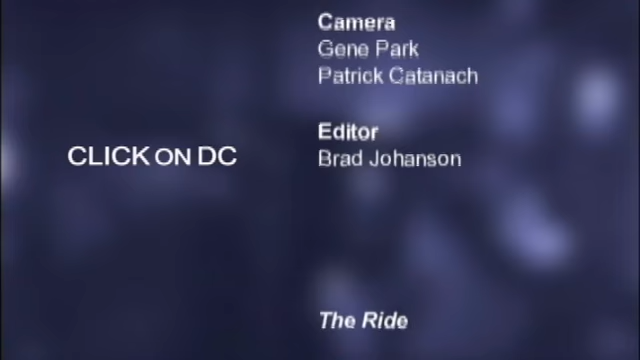 Camera
Gene Park
Patrick Catanach
Editor
CLICK ON DC
Brad Johanson
The Ride